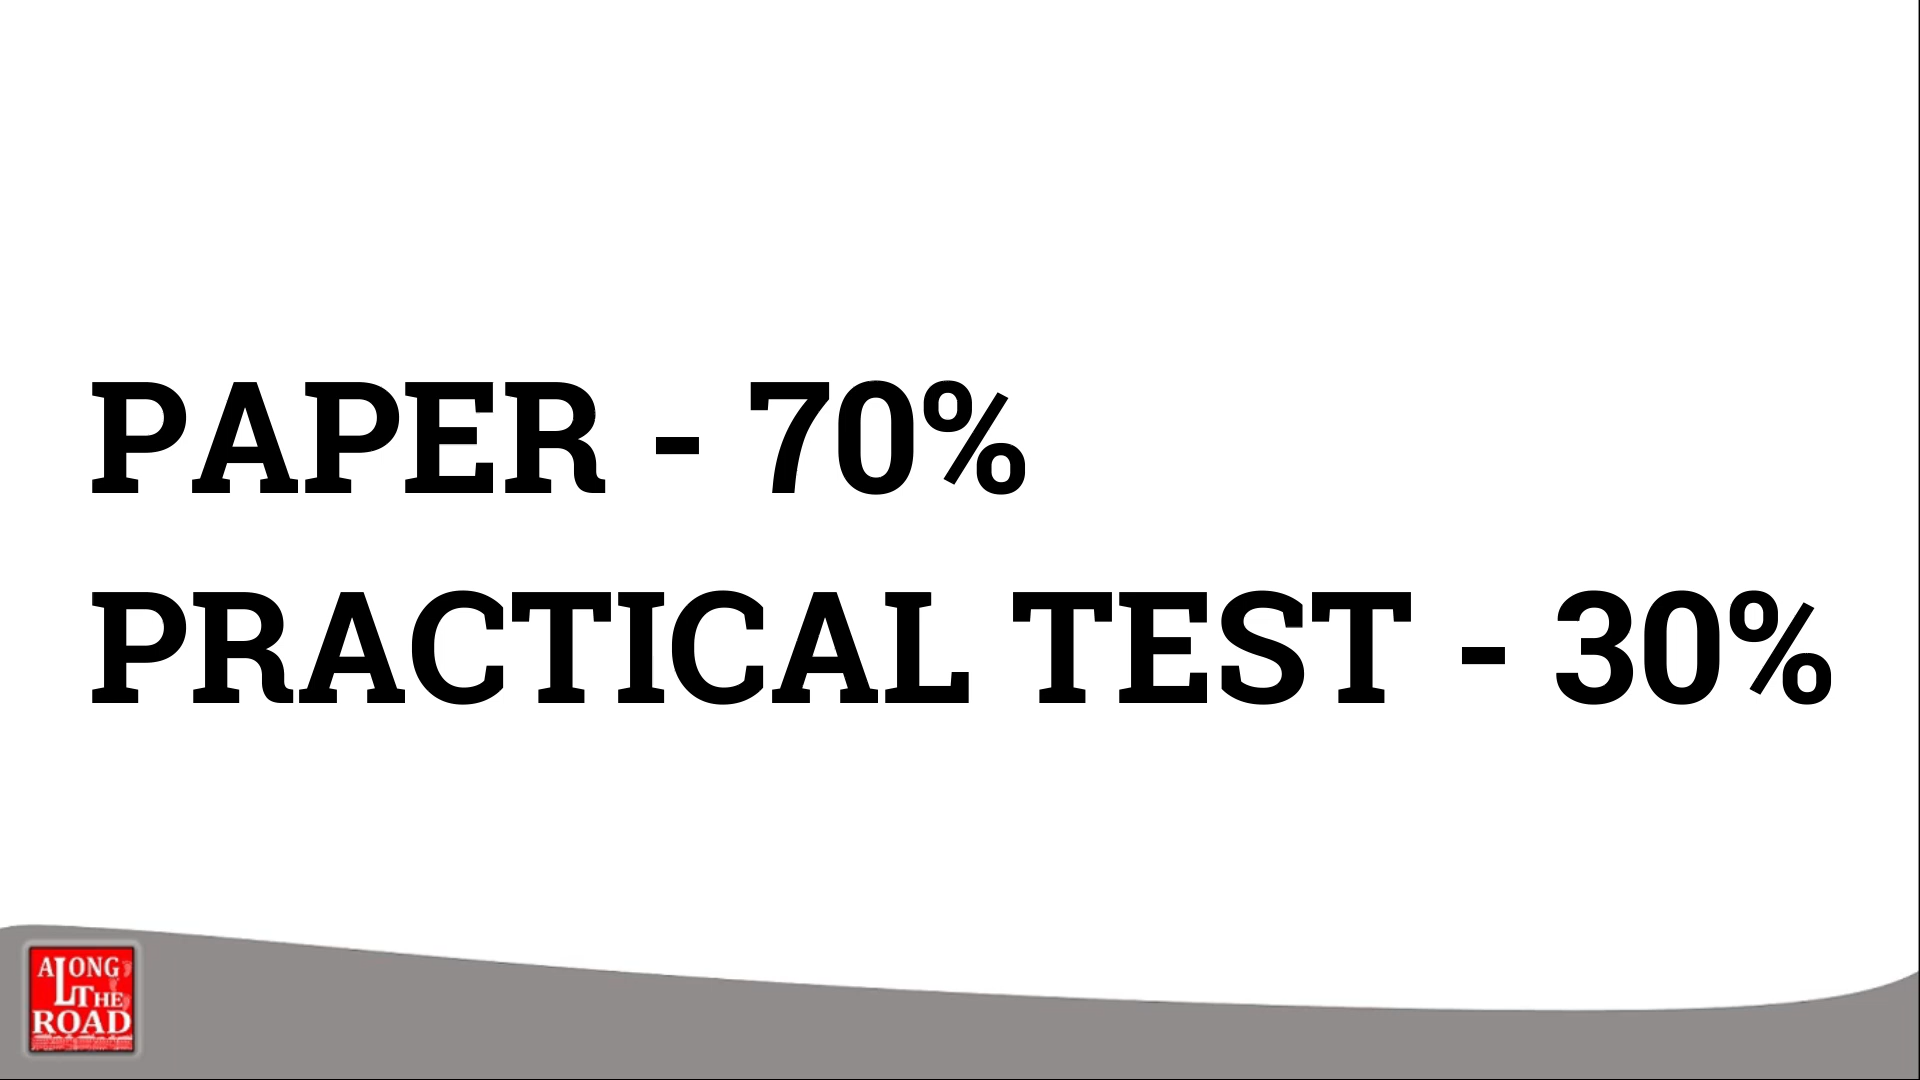 PAPER - 70%
PRACTICAL TEST - 30%
ALONG
THE
ROAD